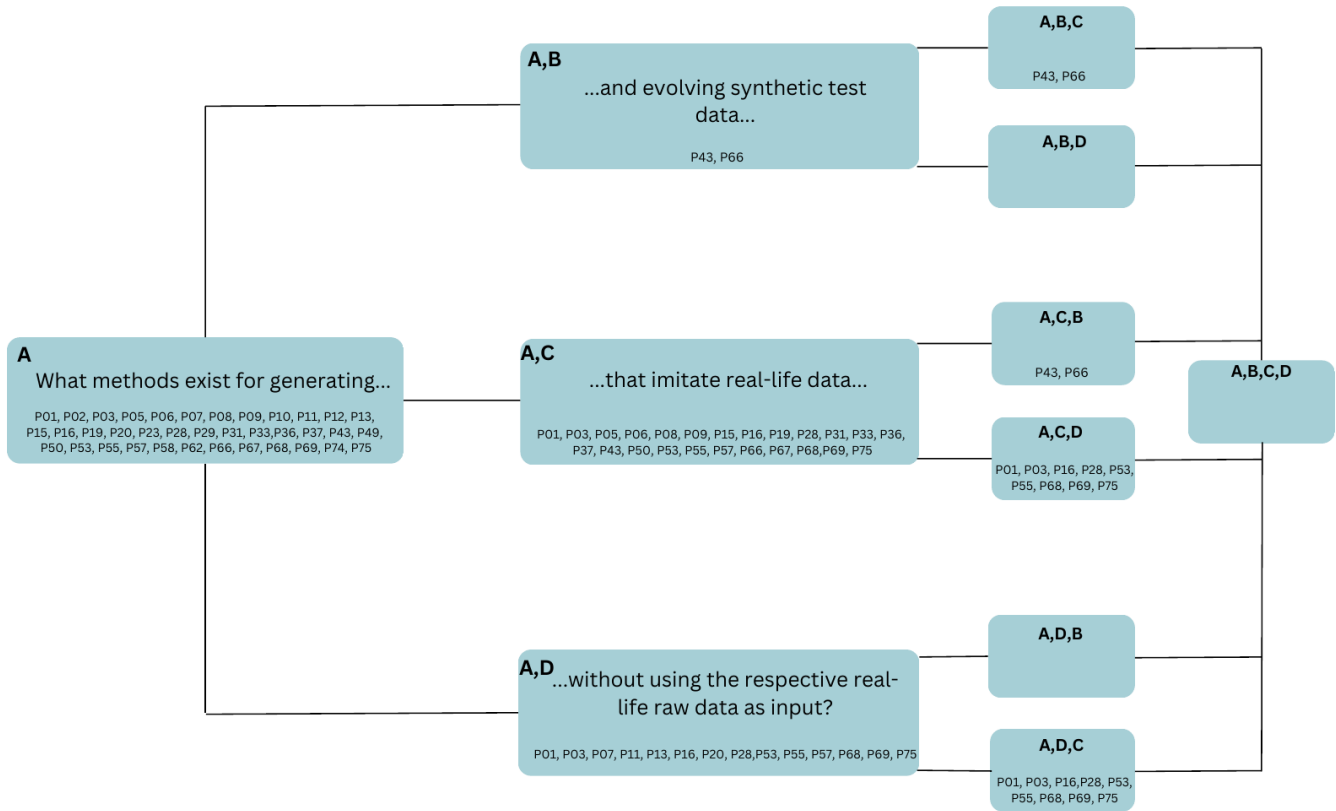 A
What methods exist for generating...
P01, P02, P03, P05, P06, P07, P08, P09, P10, P11, P12, P13,
P15, P16, P19, P20, P23, P28, P29, P31, P33,P36, P37, P43, P49,
P50, P53, P55, P57, P58, P62, P66, P67, P68, P69, P74, P75
A,B
...and evolving synthetic test
data...
P43, P66
A,C
...that imitate real-life data...
P01, P03, P05, P06, P08, P09, P15, P16, P19, P28, P31, P33, P36,
P37, P43, P50, P53, P55, P57, P66, P67, P68,P69, P75
A,D
...without using the respective real-
life raw data as input?
P01, P03, P07, P11, P13, P16, P20, P28,P53, P55, P57, P68, P69, P75
A,B,C
P43, P66
A,B,D
A,C,B
P43, P66
A,C,D
P01, P03, P16, P28, P53,
P55, P68, P69, P75
A,D,B
A,D,C
P01, P03, P16,P28, P53,
P55, P68, P69, P75
A,B,C,D